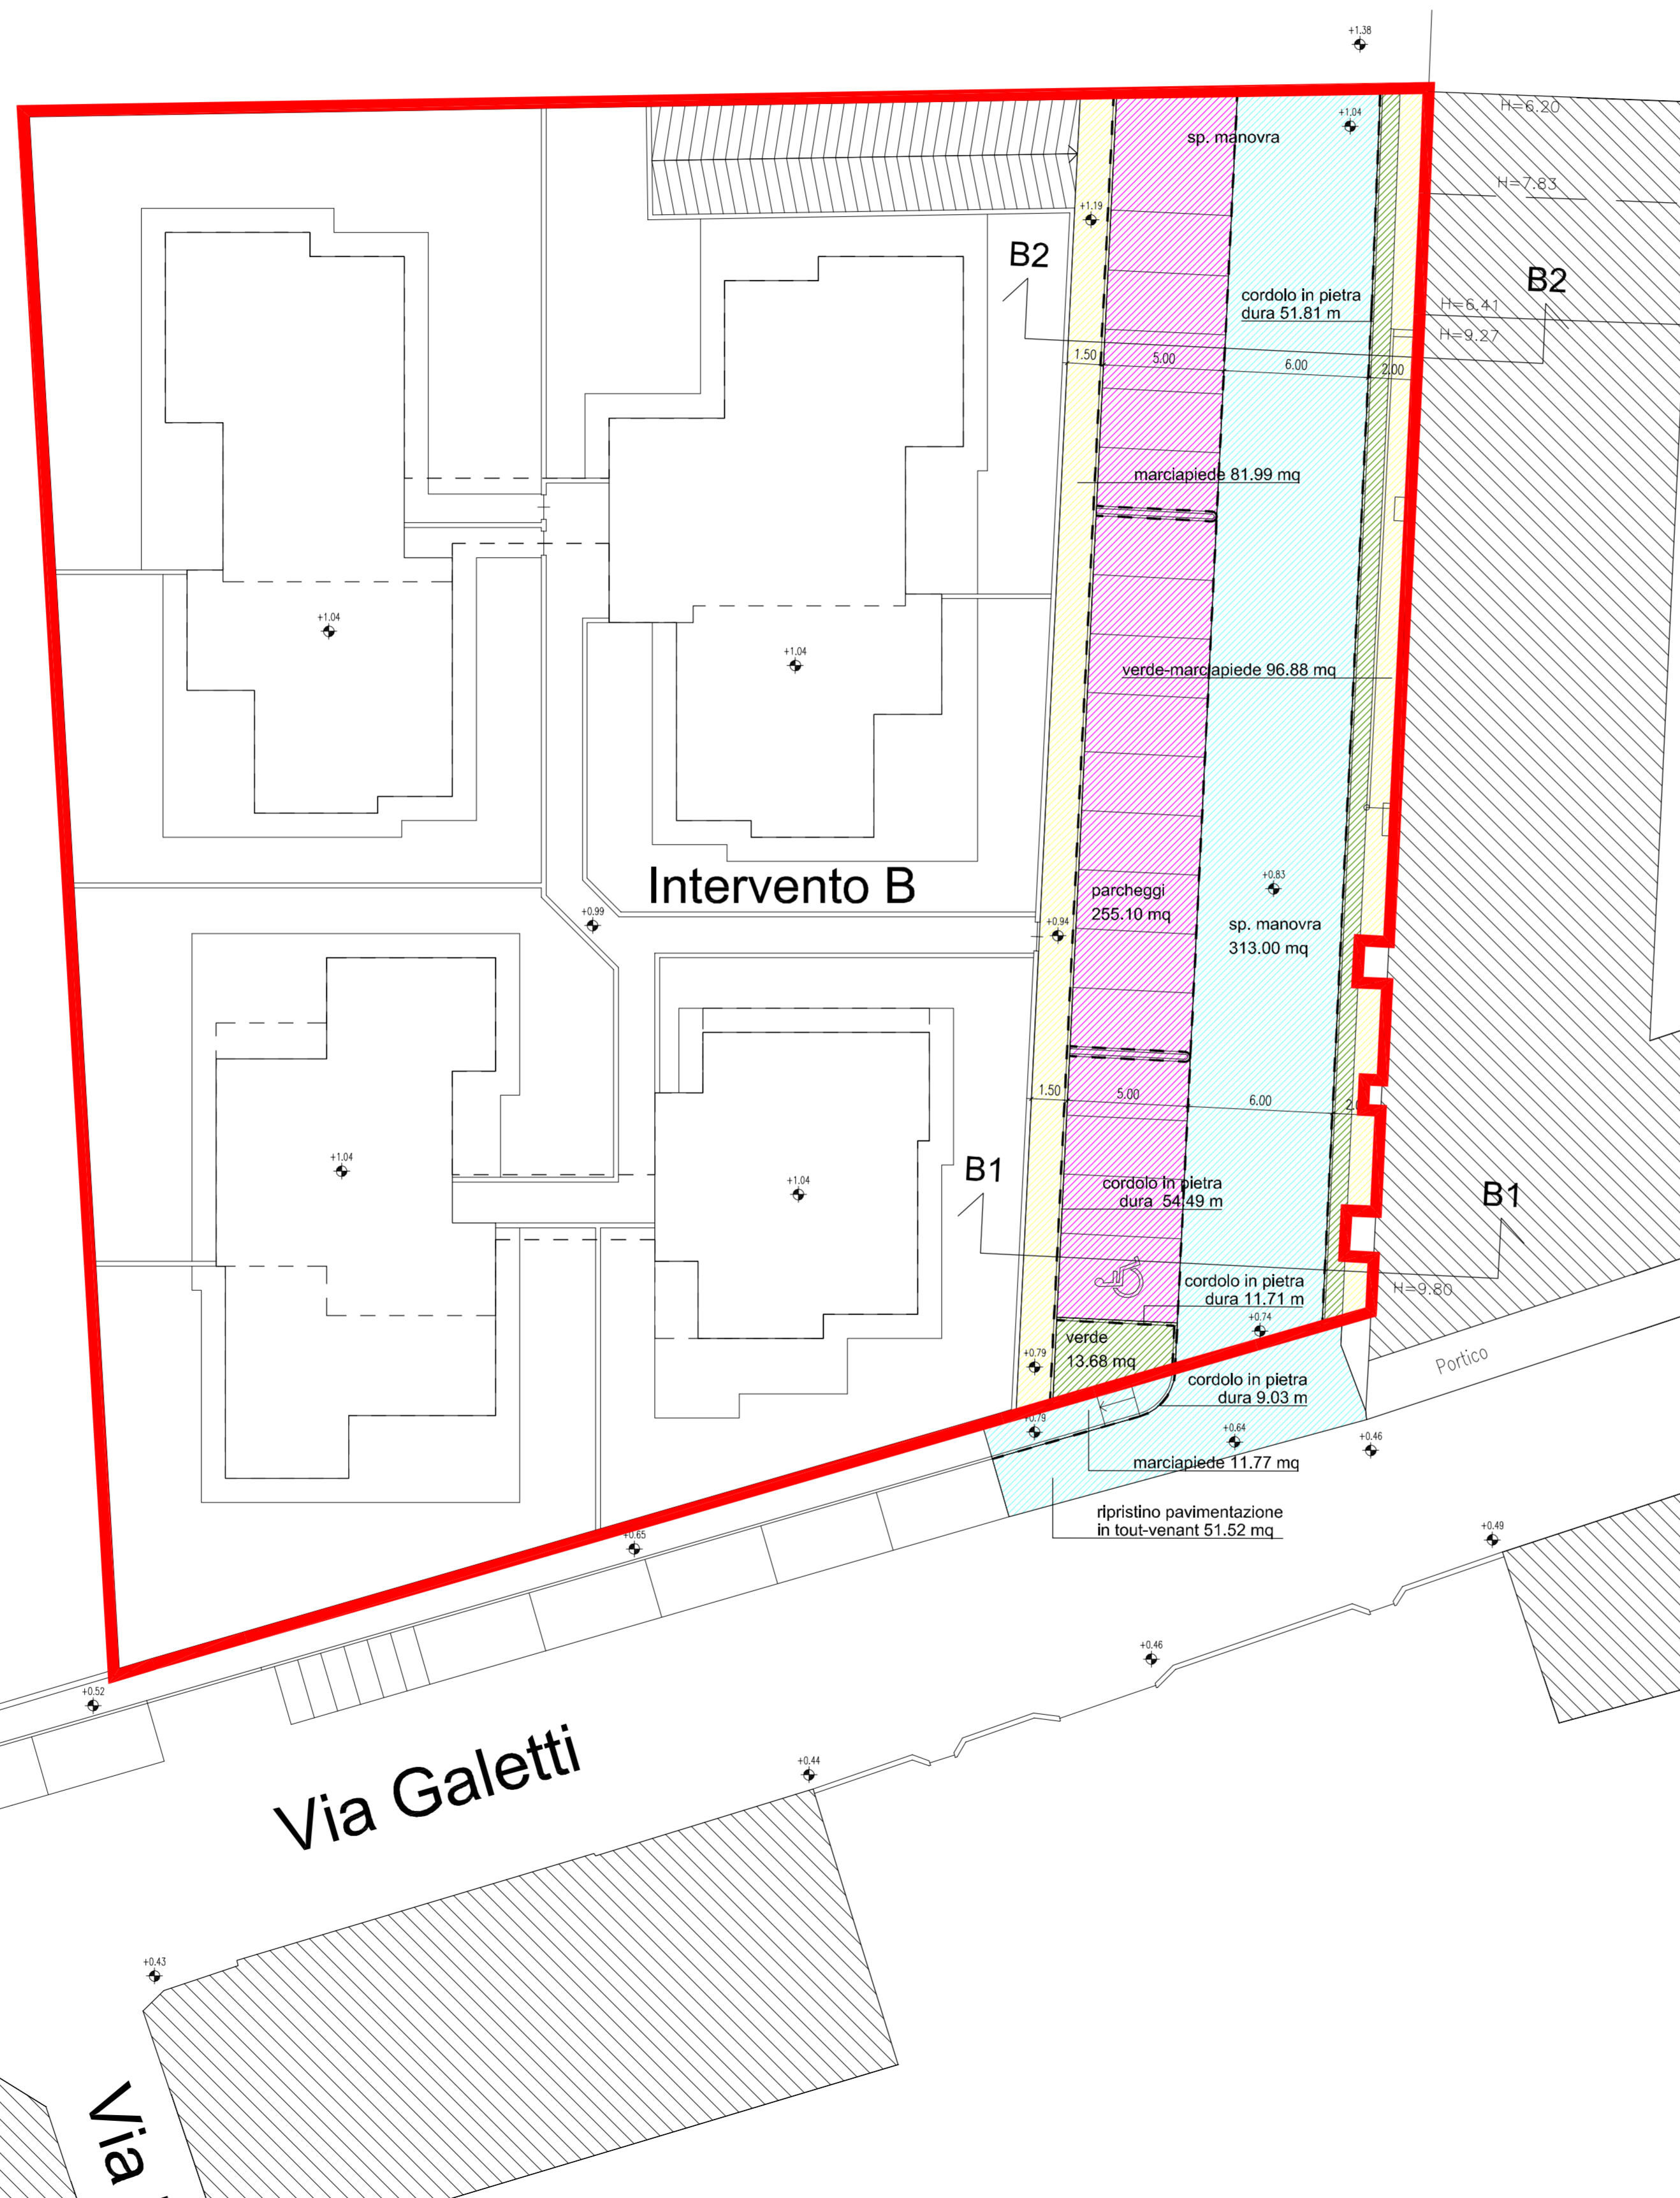 +1.38
H=6.20
+1.04
sp. manovra
H=7.83
+1.19
B2
B2
cordolo in pietra
dura 51.81 m
H=6.41
H=9.27
1.50
5.00
6.00
2.00
marciapiede 81.99 mq
+1.04
+1.04
verde-marciapiede 96.88 mq
Intervento B
+0.83
parcheggi
255.10 mq
+0.99
+0.94
sp. manovra
313.00 mq
1.50
5.00
6.00
+1.04
+1.04
B1
B1
cordolo in pietra
dura 54.49 m
cordolo in pietra
dura 11.71 m
H=9.80
+0.74
verde
13.68 mq
+0.79
Portico
cordolo in pietra
dura 9.03 m
+0.79
+0.64
+0.46
marciapiede 11.77 mq
ripristino pavimentazione
in tout-venant 51.52 mq
+0.65
+0.49
+0.46
+0.52
Via Galetti
+0.44
+0.43
Via